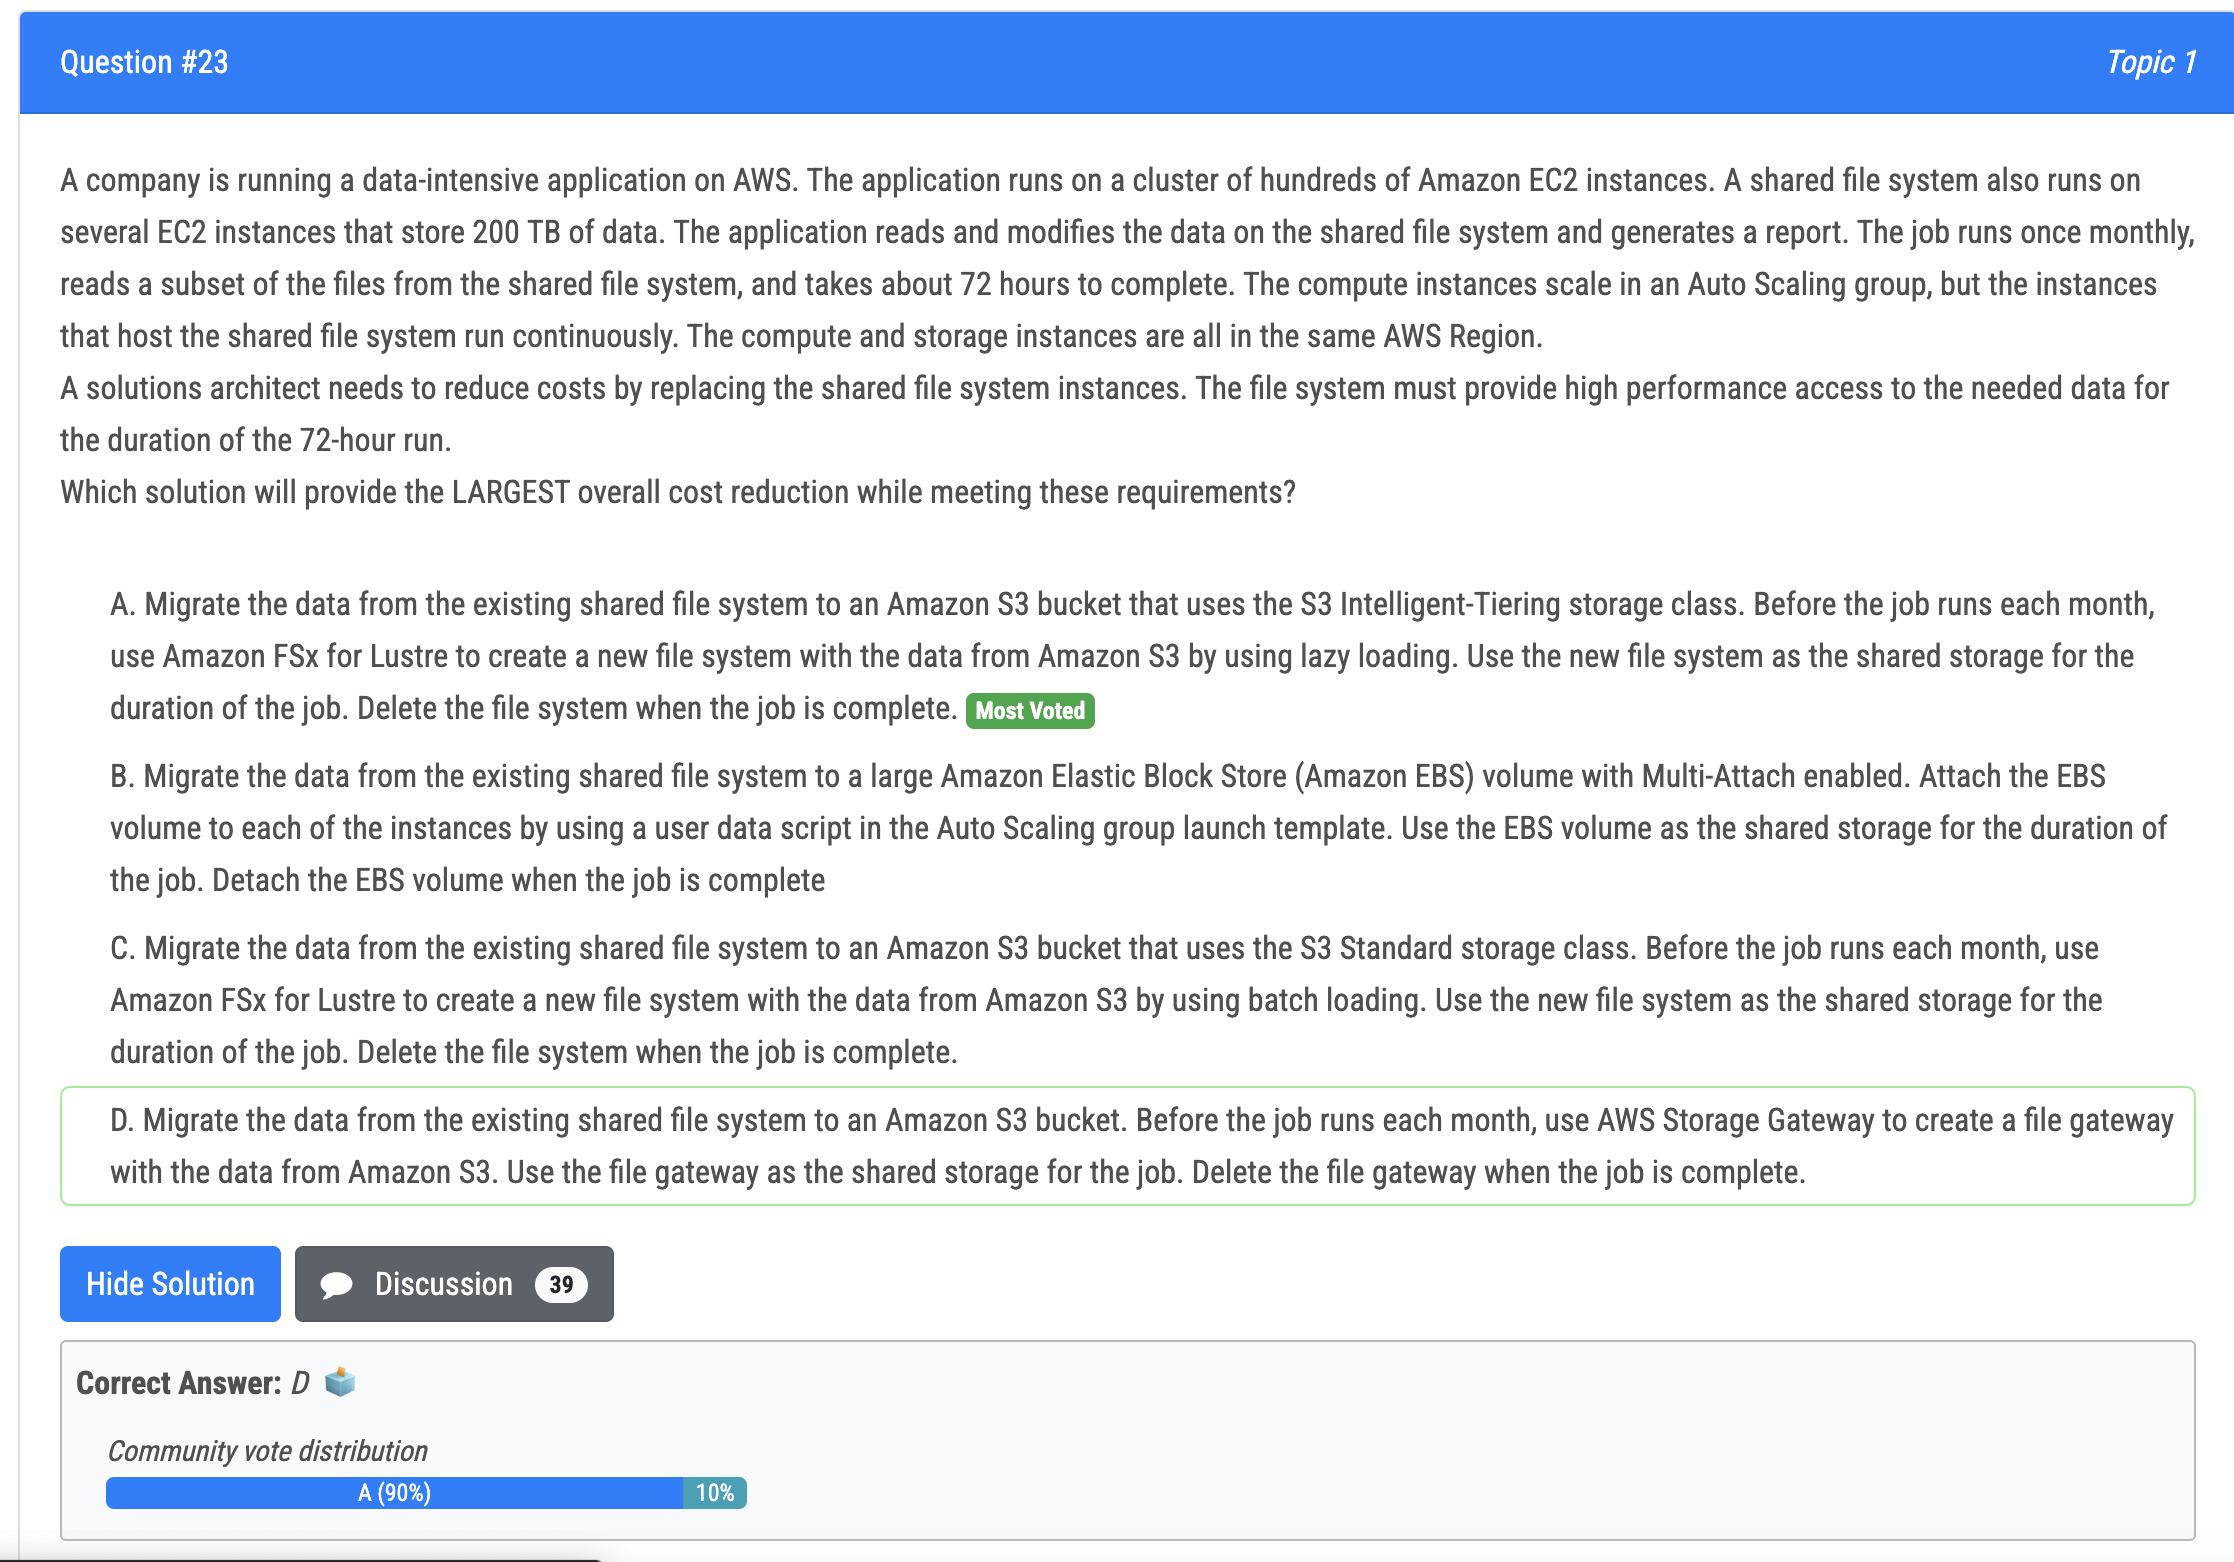 Question #23
Topic 1
A company is running a data-intensive application on AWS. The application runs on a cluster of hundreds of Amazon EC2 instances. A shared file system also runs on
several EC2 instances that store 200 TB of data. The application reads and modifies the data on the shared file system and generates a report. The job runs once monthly,
reads a subset of the files from the shared file system, and takes about 72 hours to complete. The compute instances scale in an Auto Scaling group, but the instances
that host the shared file system run continuously. The compute and storage instances are all in the same AWS Region.
A solutions architect needs to reduce costs by replacing the shared file system instances. The file system must provide high performance access to the needed data for
the duration of the 72-hour run.
Which solution will provide the LARGEST overall cost reduction while meeting these requirements?
A. Migrate the data from the existing shared file system to an Amazon S3 bucket that uses the S3 Intelligent-Tiering storage class. Before the job runs each month,
use Amazon FSx for Lustre to create a new file system with the data from Amazon S3 by using lazy loading. Use the new file system as the shared storage for the
duration of the job. Delete the file system when the job is complete. Most Voted
B. Migrate the data from the existing shared file system to a large Amazon Elastic Block Store (Amazon EBS) volume with Multi-Attach enabled. Attach the EBS
volume to each of the instances by using a user data script in the Auto Scaling group launch template. Use the EBS volume as the shared storage for the duration of
the job. Detach the EBS volume when the job is complete
C. Migrate the data from the existing shared file system to an Amazon S3 bucket that uses the S3 Standard storage class. Before the job runs each month, use
Amazon FSx for Lustre to create a new file system with the data from Amazon S3 by using batch loading. Use the new file system as the shared storage for the
duration of the job. Delete the file system when the job is complete.
D. Migrate the data from the existing shared file system to an Amazon S3 bucket. Before the job runs each month, use AWS Storage Gateway to create a file gateway
with the data from Amazon S3. Use the file gateway as the shared storage for the job. Delete the file gateway when the job is complete.
Hide Solution
Discussion 39
Correct Answer: D
Community vote distribution
A (90%)
10%